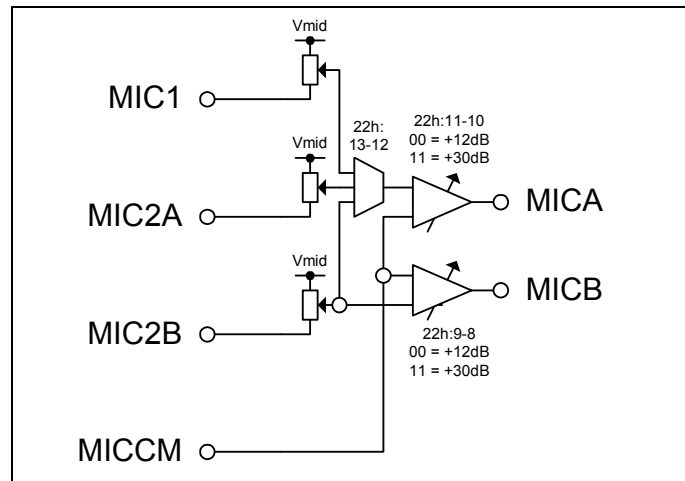 Vmid
MIC1
22h:
13-12
22h:11-10
00 = +12dB
11 = +30dB
Vmid
MIC2A
MICA
Vmid
MICB
MIC2B
22h:9-8
00 = +12dB
11 = +30dB
MICCM